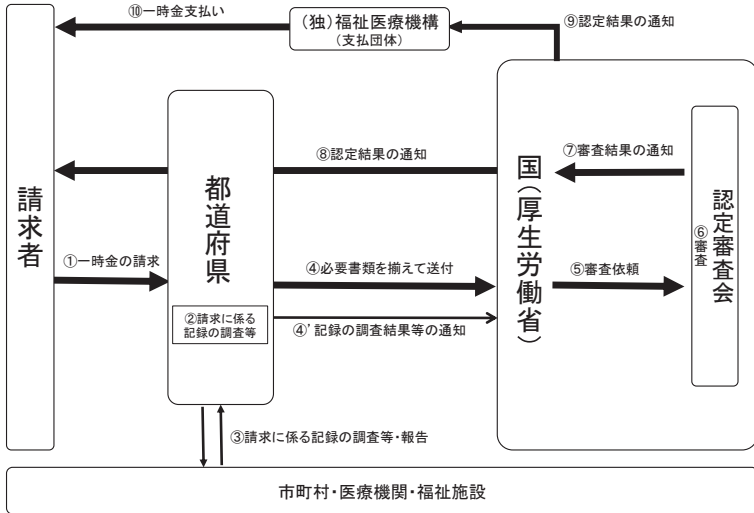 ⑩一時金支払い
(独)福祉医療機構
(支払団体)
⑨認定結果の通知
請求者
都道府県
国(厚生労働省)
認定審査会
⑥審査
⑧認定結果の通知
⑦審査結果の通知
①一時金の請求
④必要書類を揃えて送付
⑤審査依頼
②請求に係る
記録の調査等
④'記録の調査結果等の通知
③請求に係る記録の調査等・報告
市町村・医療機関・福祉施設